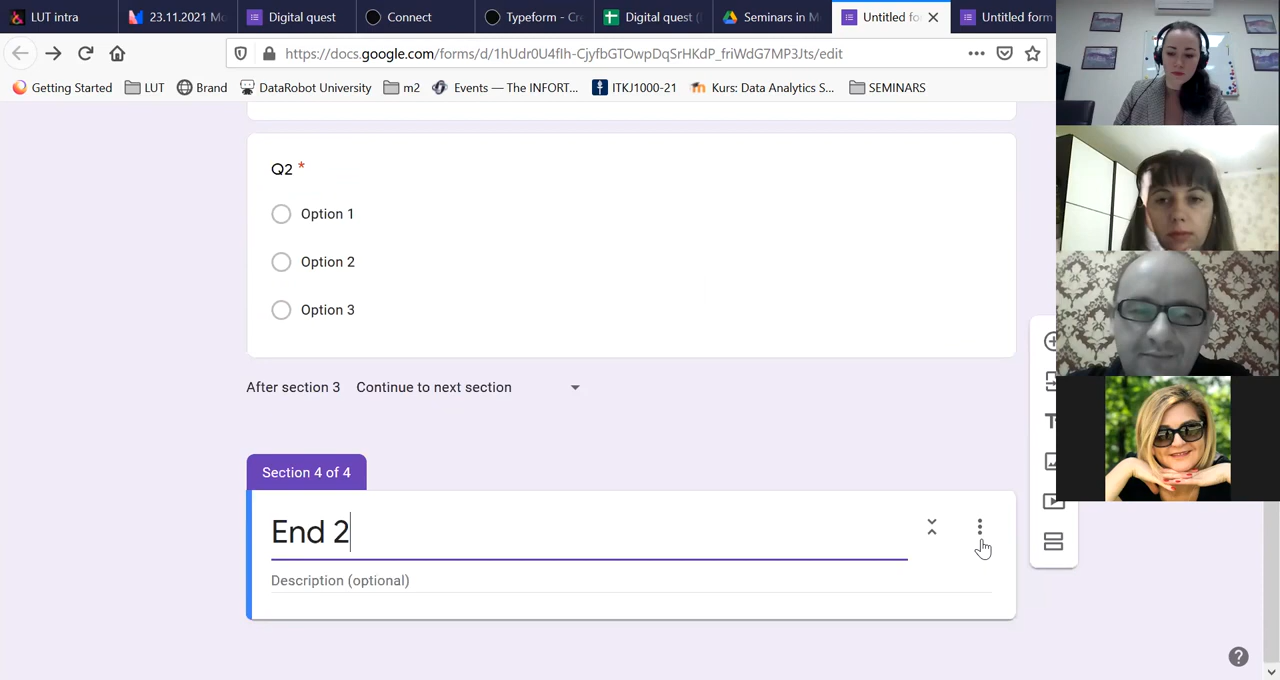 LUT intra
23.11.2021 Mo
Digital quest
Connect
Typeform - Cre
Digital quest (
Seminars in M
Untitled fo
Untitled form
https://docs.google.com/forms/d/1hUdr0U4flh-CjyfbGTOwpDqSrHKdP_friWdG7MP3Jts/edit
Getting Started
LUT
Brand
DataRobot University
m2
Events — The INFORT...
ITKJ1000-21
Kurs: Data Analytics S...
SEMINARS
Q2 *
Option 1
Option 2
Option 3
After section 3 Continue to next section
Section 4 of 4
End 2
Description (optional)